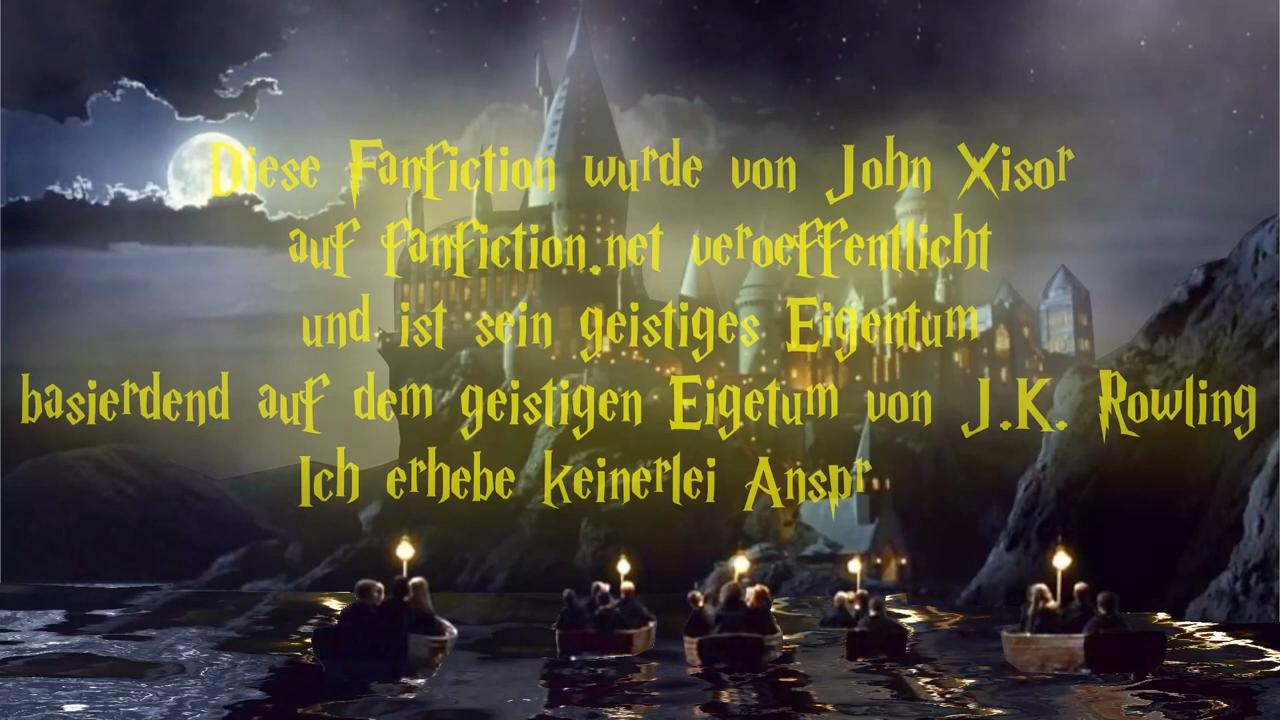 Diese Fanfiction wurde von John Xisor
auf fanfiction.net veroeffentlicht
und ist sein geistiges Eigentum
basierdend auf dem geistigen Eigetum von J.K. Rowling
Ich erhebe keinerlei Anspr